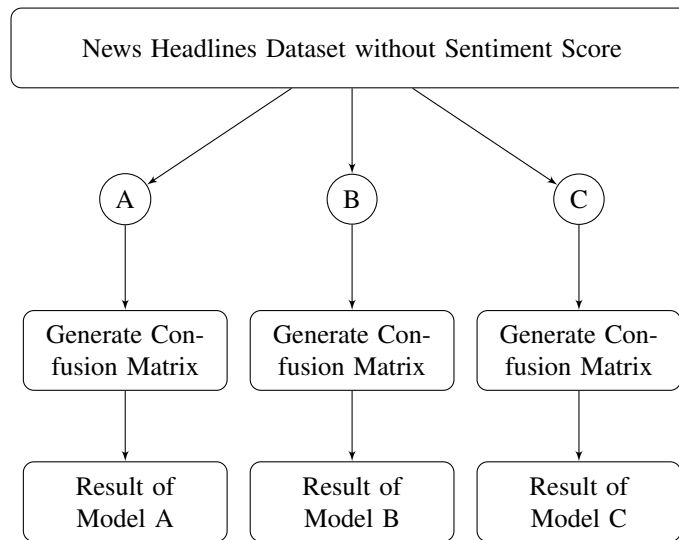 News Headlines Dataset without Sentiment Score
A
B
C
Generate Con-
fusion Matrix
Generate Con-
fusion Matrix
Generate Con-
fusion Matrix
Result of
Model A
Result of
Model B
Result of
Model C